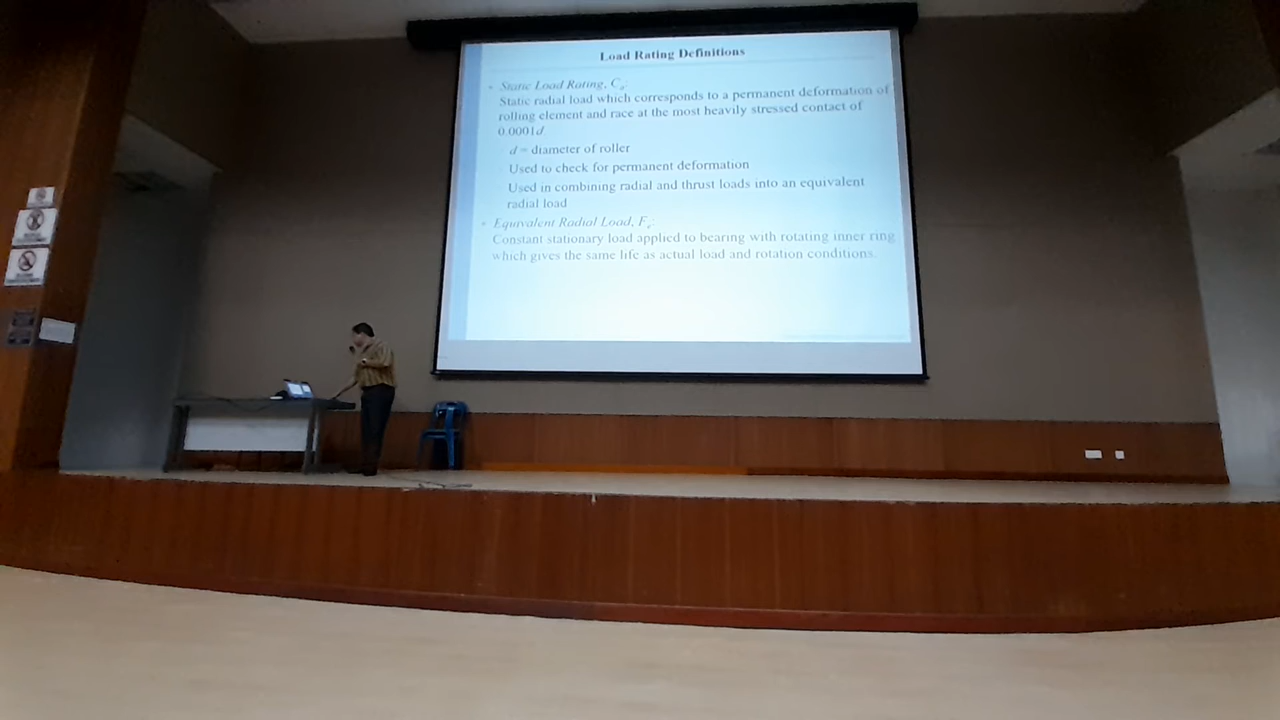 Load Rating Definitions
• Static Load Rating, Co:
Static radial load which corresponds to a permanent deformation of
rolling element and race at the most heavily stressed contact of
0.0001d
d = diameter of roller
Used to check for permanent deformation
Used in combining radial and thrust loads into an equivalent
radial load
• Equivalent Radial Load, Fe:
Constant stationary load applied to bearing with rotating inner ring
which gives the same life as actual load and rotation conditions.